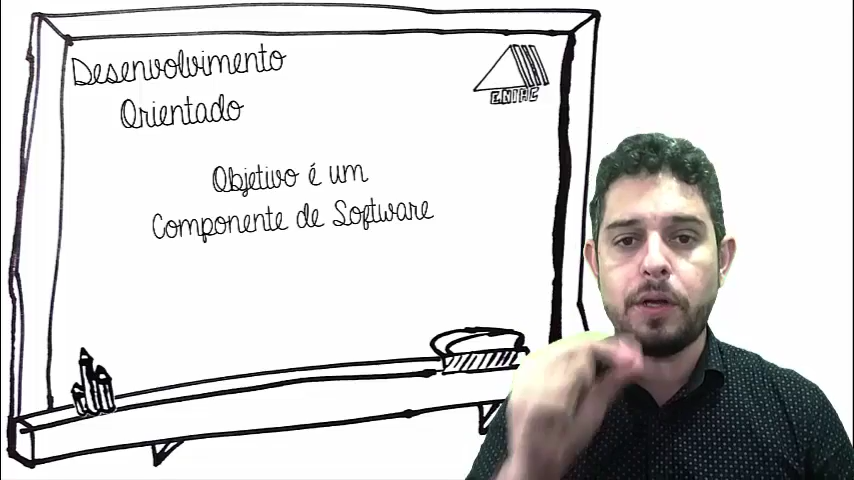 Desenvolvimento
Orientado
ENIAC
Objetivo é um
Componente de Software